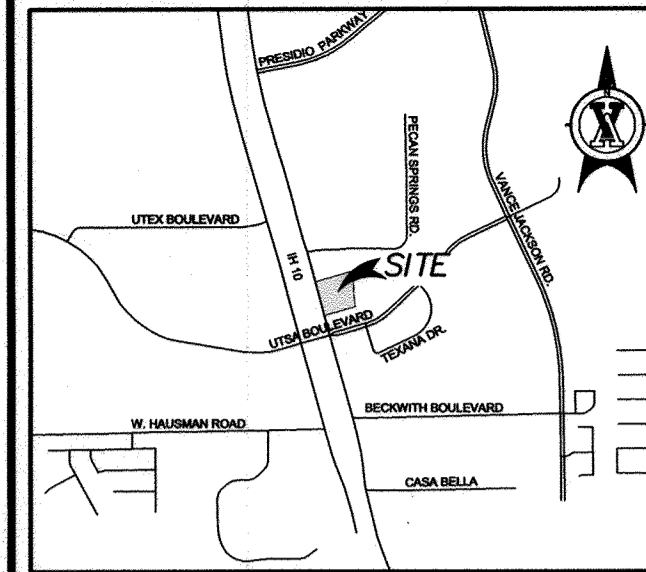 PRESIDIO PARKWAY
N
PECAN SPRINGS RD.
VANCE JACKSON RD.
UTEX BOULEVARD
IH 10
SITE
UTSA BOULEVARD
TEXANA DR.
BECKWITH BOULEVARD
W. HAUSMAN ROAD
CASA BELLA